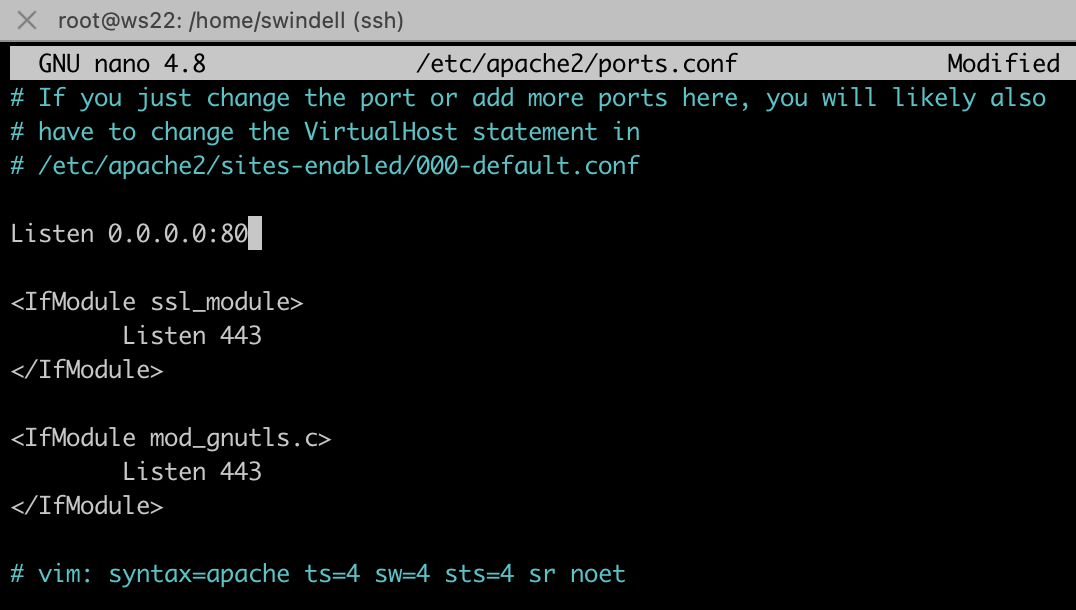 root@ws22: /home/swindell (ssh)
GNU nano 4.8 /etc/apache2/ports.conf Modified
# If you just change the port or add more ports here, you will likely also
# have to change the VirtualHost statement in
# /etc/apache2/sites-enabled/000-default.conf
Listen 0.0.0.0:80
<IfModule ssl_module>
        Listen 443
</IfModule>
<IfModule mod_gnutls.c>
        Listen 443
</IfModule>
# vim: syntax=apache ts=4 sw=4 sts=4 sr noet